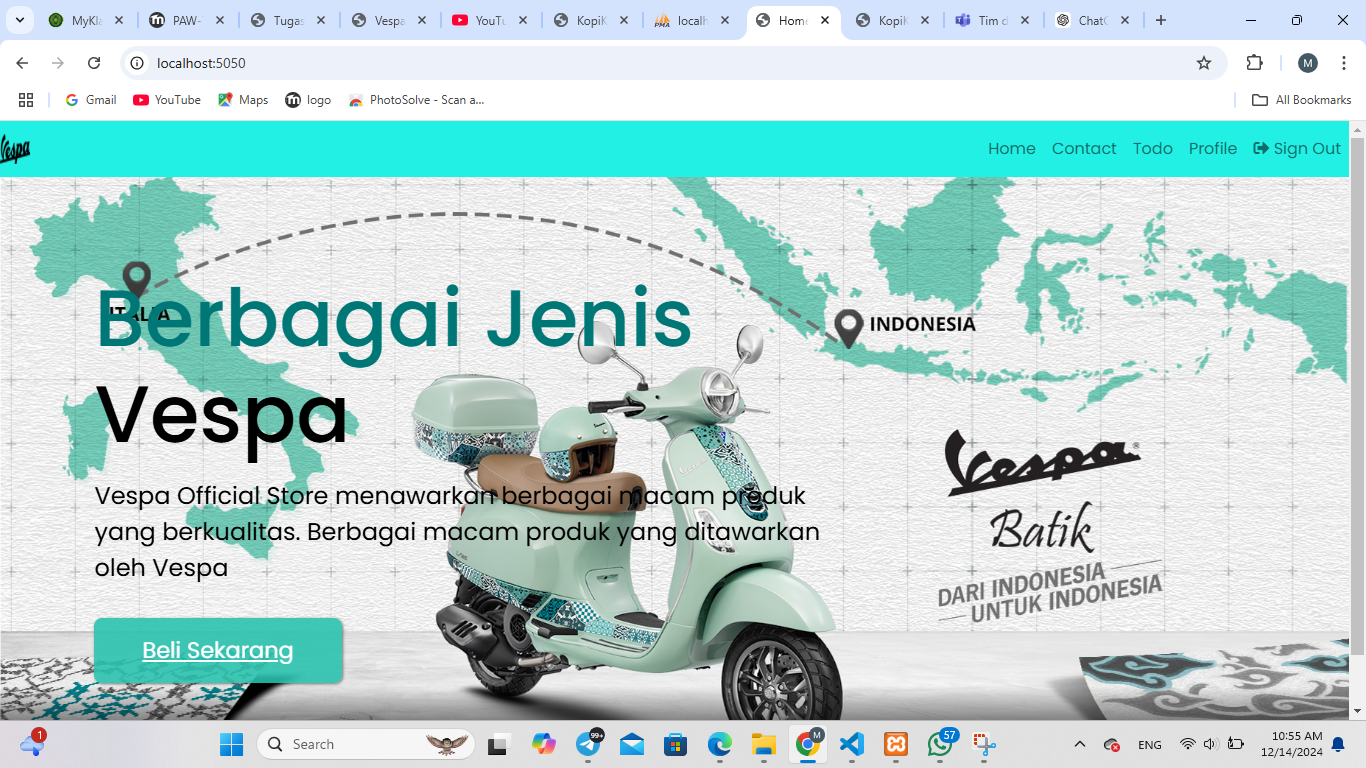 MyKla
PAW-
Tugas
Vespa
YouTu
KopiK
localh
Home
KopiK
Tim d
ChatG
localhost:5050
M
Gmail
YouTube
Maps
logo
PhotoSolve - Scan a...
All Bookmarks
Vespa
Home
Contact
Todo
Profile
Sign Out
ITALIA
INDONESIA
Berbagai Jenis
Vespa
Vespa Official Store menawarkan berbagai macam produk
yang berkualitas. Berbagai macam produk yang ditawarkan
oleh Vespa
Beli Sekarang
Vespa®
Batik
DARI INDONESIA
UNTUK INDONESIA
1
Search
99+
M
57
ENG
10:55 AM
12/14/2024